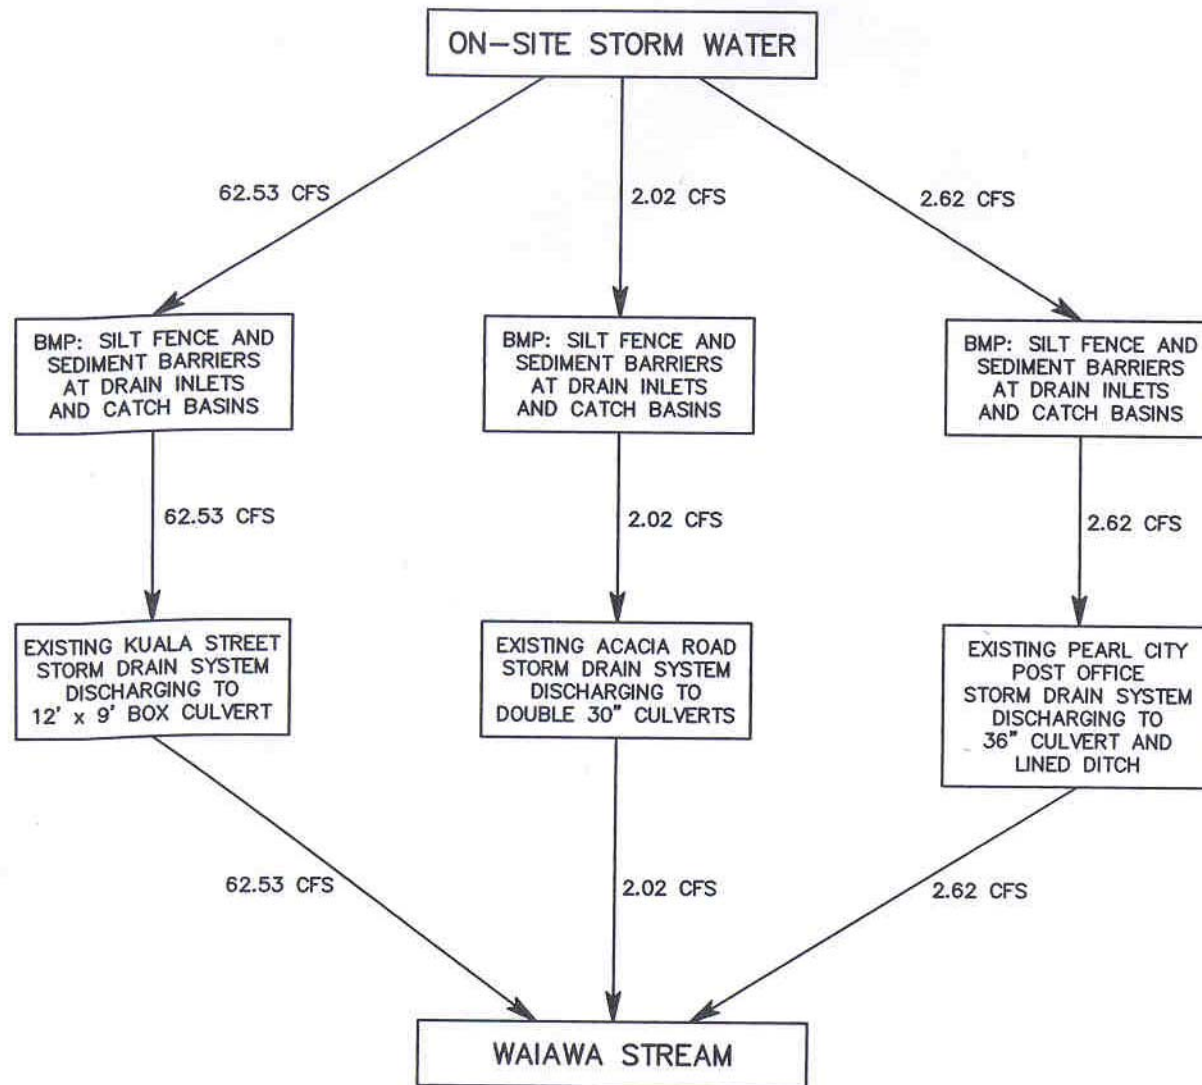 ON-SITE STORM WATER
62.53 CFS
2.02 CFS
2.62 CFS
BMP: SILT FENCE AND
SEDIMENT BARRIERS
AT DRAIN INLETS
AND CATCH BASINS
BMP: SILT FENCE AND
SEDIMENT BARRIERS
AT DRAIN INLETS
AND CATCH BASINS
BMP: SILT FENCE AND
SEDIMENT BARRIERS
AT DRAIN INLETS
AND CATCH BASINS
62.53 CFS
2.02 CFS
2.62 CFS
EXISTING KUALA STREET
STORM DRAIN SYSTEM
DISCHARGING TO
12' x 9' BOX CULVERT
EXISTING ACACIA ROAD
STORM DRAIN SYSTEM
DISCHARGING TO
DOUBLE 30" CULVERTS
EXISTING PEARL CITY
POST OFFICE
STORM DRAIN SYSTEM
DISCHARGING TO
36" CULVERT AND
LINED DITCH
62.53 CFS
2.02 CFS
2.62 CFS
WAIAWA STREAM